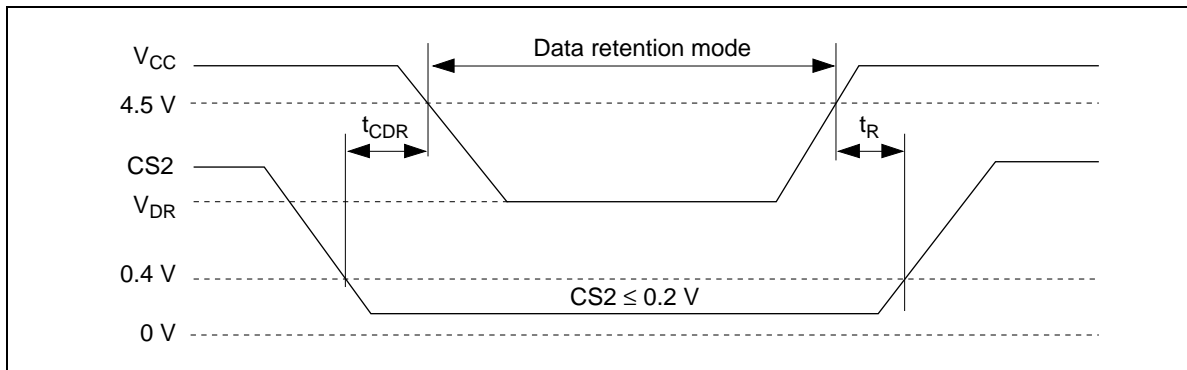 Data retention mode
VCC
4.5 V
tCDR
tR
CS2
VDR
0.4 V
CS2 ≤ 0.2 V
0 V